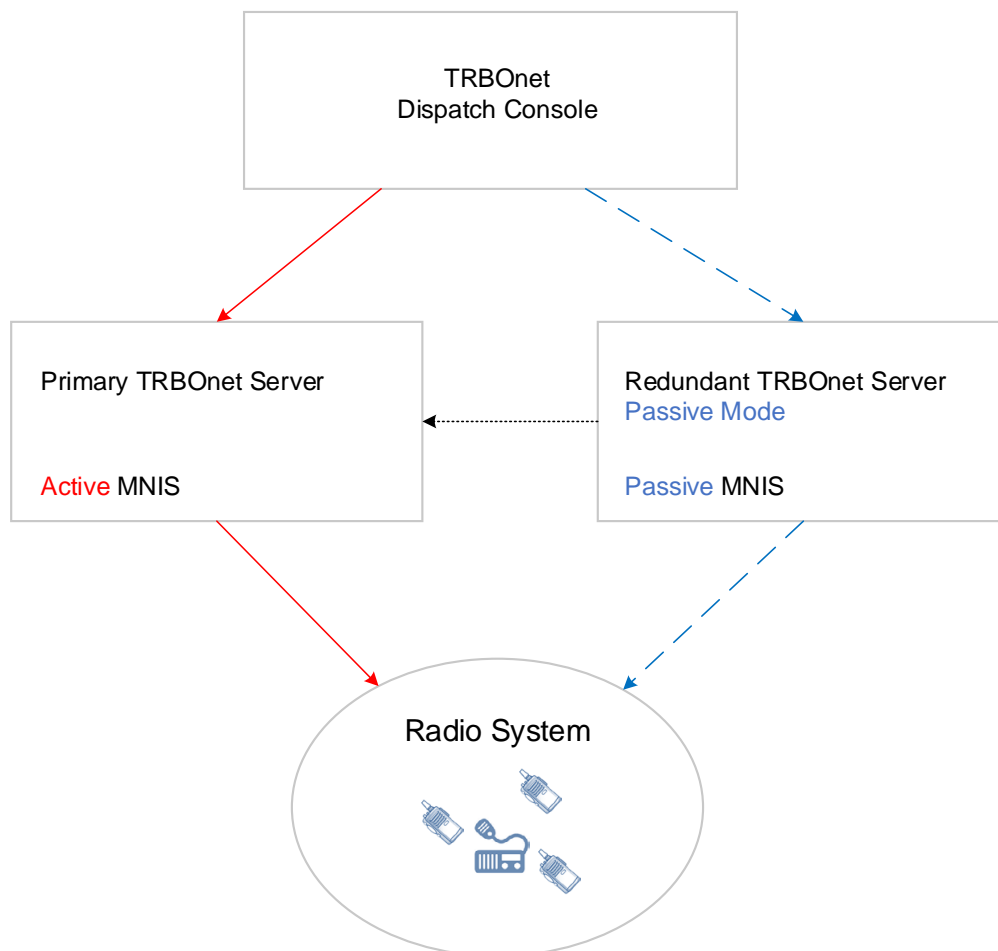 TRBOnet
Dispatch Console
Primary TRBOnet Server
Active MNIS
Redundant TRBOnet Server
Passive Mode
Passive MNIS
Radio System